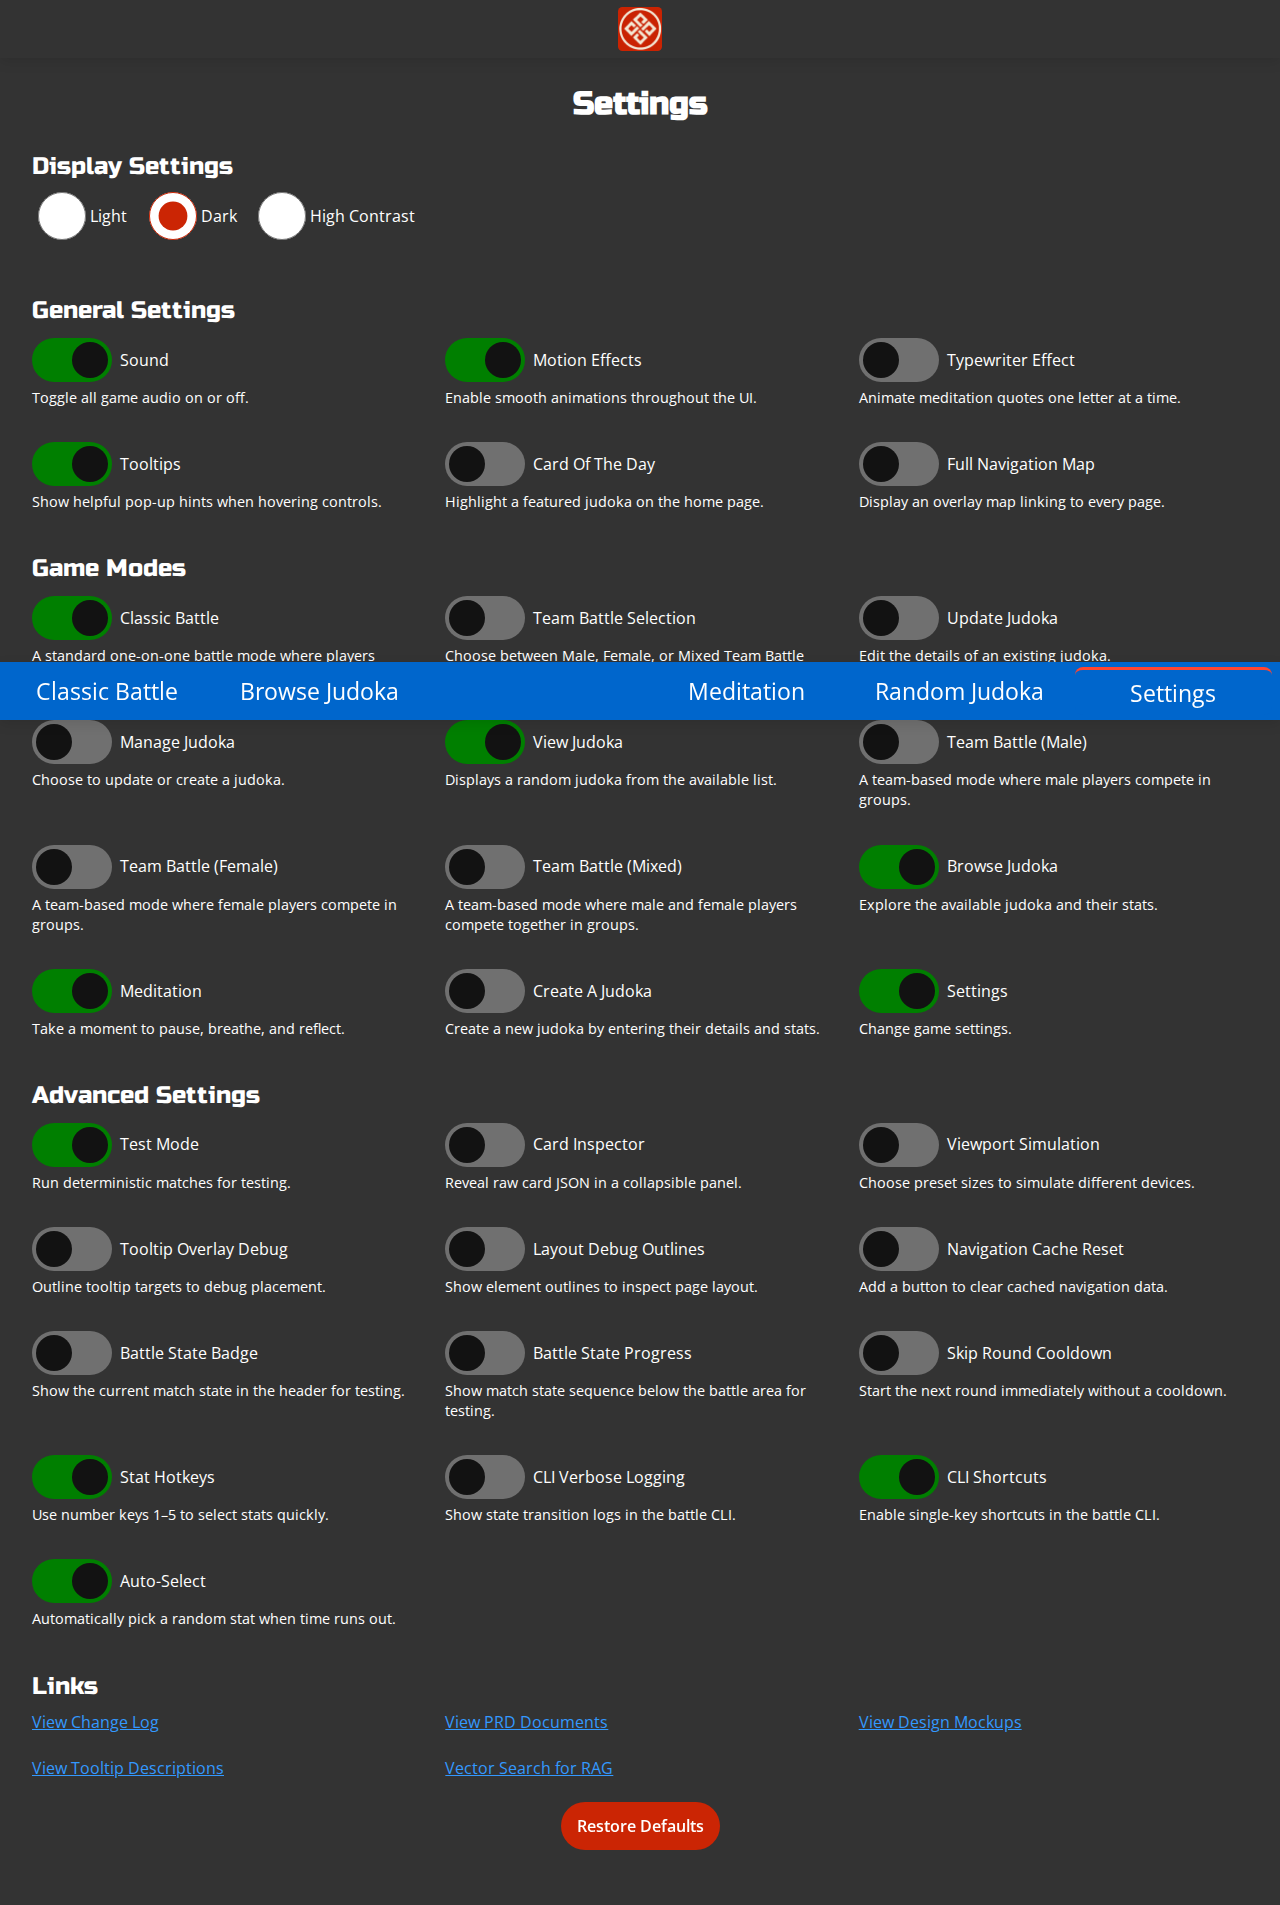 Settings
Display Settings
Light Dark High Contrast
General Settings
Sound Motion Effects Typewriter Effect
Toggle all game audio on or off. Enable smooth animations throughout the UI. Animate meditation quotes one letter at a time.
Tooltips Card Of The Day Full Navigation Map
Show helpful pop-up hints when hovering controls. Highlight a featured judoka on the home page. Display an overlay map linking to every page.
Game Modes
Classic Battle Team Battle Selection Update Judoka
A standard one-on-one battle mode where players Choose between Male, Female, or Mixed Team Battle Edit the details of an existing judoka.
Classic Battle Browse Judoka Meditation Random Judoka Settings
Manage Judoka View Judoka Team Battle (Male)
Choose to update or create a judoka. Displays a random judoka from the available list. A team-based mode where male players compete in
groups.
Team Battle (Female) Team Battle (Mixed) Browse Judoka
A team-based mode where female players compete in A team-based mode where male and female players Explore the available judoka and their stats.
groups. compete together in groups.
Meditation Create A Judoka Settings
Take a moment to pause, breathe, and reflect. Create a new judoka by entering their details and stats. Change game settings.
Advanced Settings
Test Mode Card Inspector Viewport Simulation
Run deterministic matches for testing. Reveal raw card JSON in a collapsible panel. Choose preset sizes to simulate different devices.
Tooltip Overlay Debug Layout Debug Outlines Navigation Cache Reset
Outline tooltip targets to debug placement. Show element outlines to inspect page layout. Add a button to clear cached navigation data.
Battle State Badge Battle State Progress Skip Round Cooldown
Show the current match state in the header for testing. Show match state sequence below the battle area for Start the next round immediately without a cooldown.
testing.
Stat Hotkeys CLI Verbose Logging CLI Shortcuts
Use number keys 1–5 to select stats quickly. Show state transition logs in the battle CLI. Enable single-key shortcuts in the battle CLI.
Auto-Select
Automatically pick a random stat when time runs out.
Links
View Change Log View PRD Documents View Design Mockups
View Tooltip Descriptions Vector Search for RAG
Restore Defaults